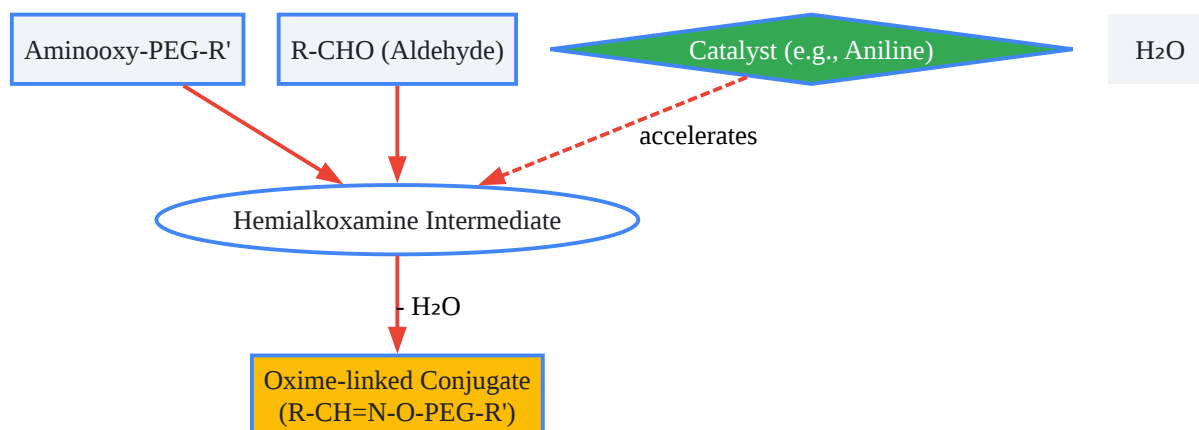 Aminooxy-PEG-R'
R-CHO (Aldehyde)
Catalyst (e.g., Aniline)
H₂O
accelerates
Hemialkoxamine Intermediate
- H₂O
Oxime-linked Conjugate
(R-CH=N-O-PEG-R')